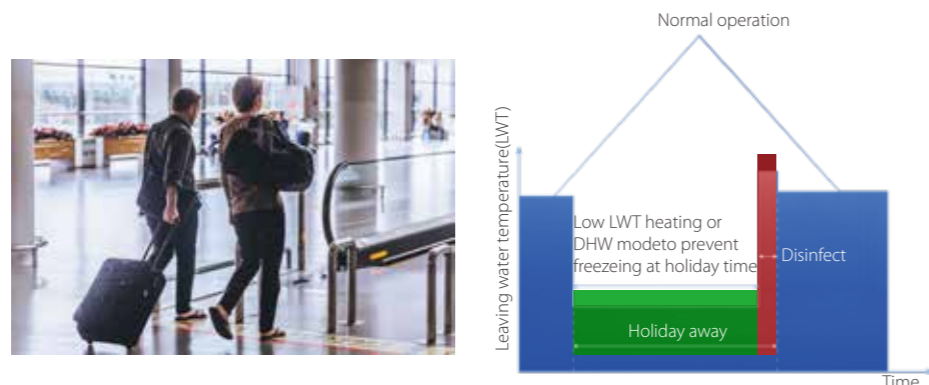 Normal operation
Leaving water temperature(LWT)
Low LWT heating or
DHW modeto prevent
freezeing at holiday time
Disinfect
Holiday away
Time